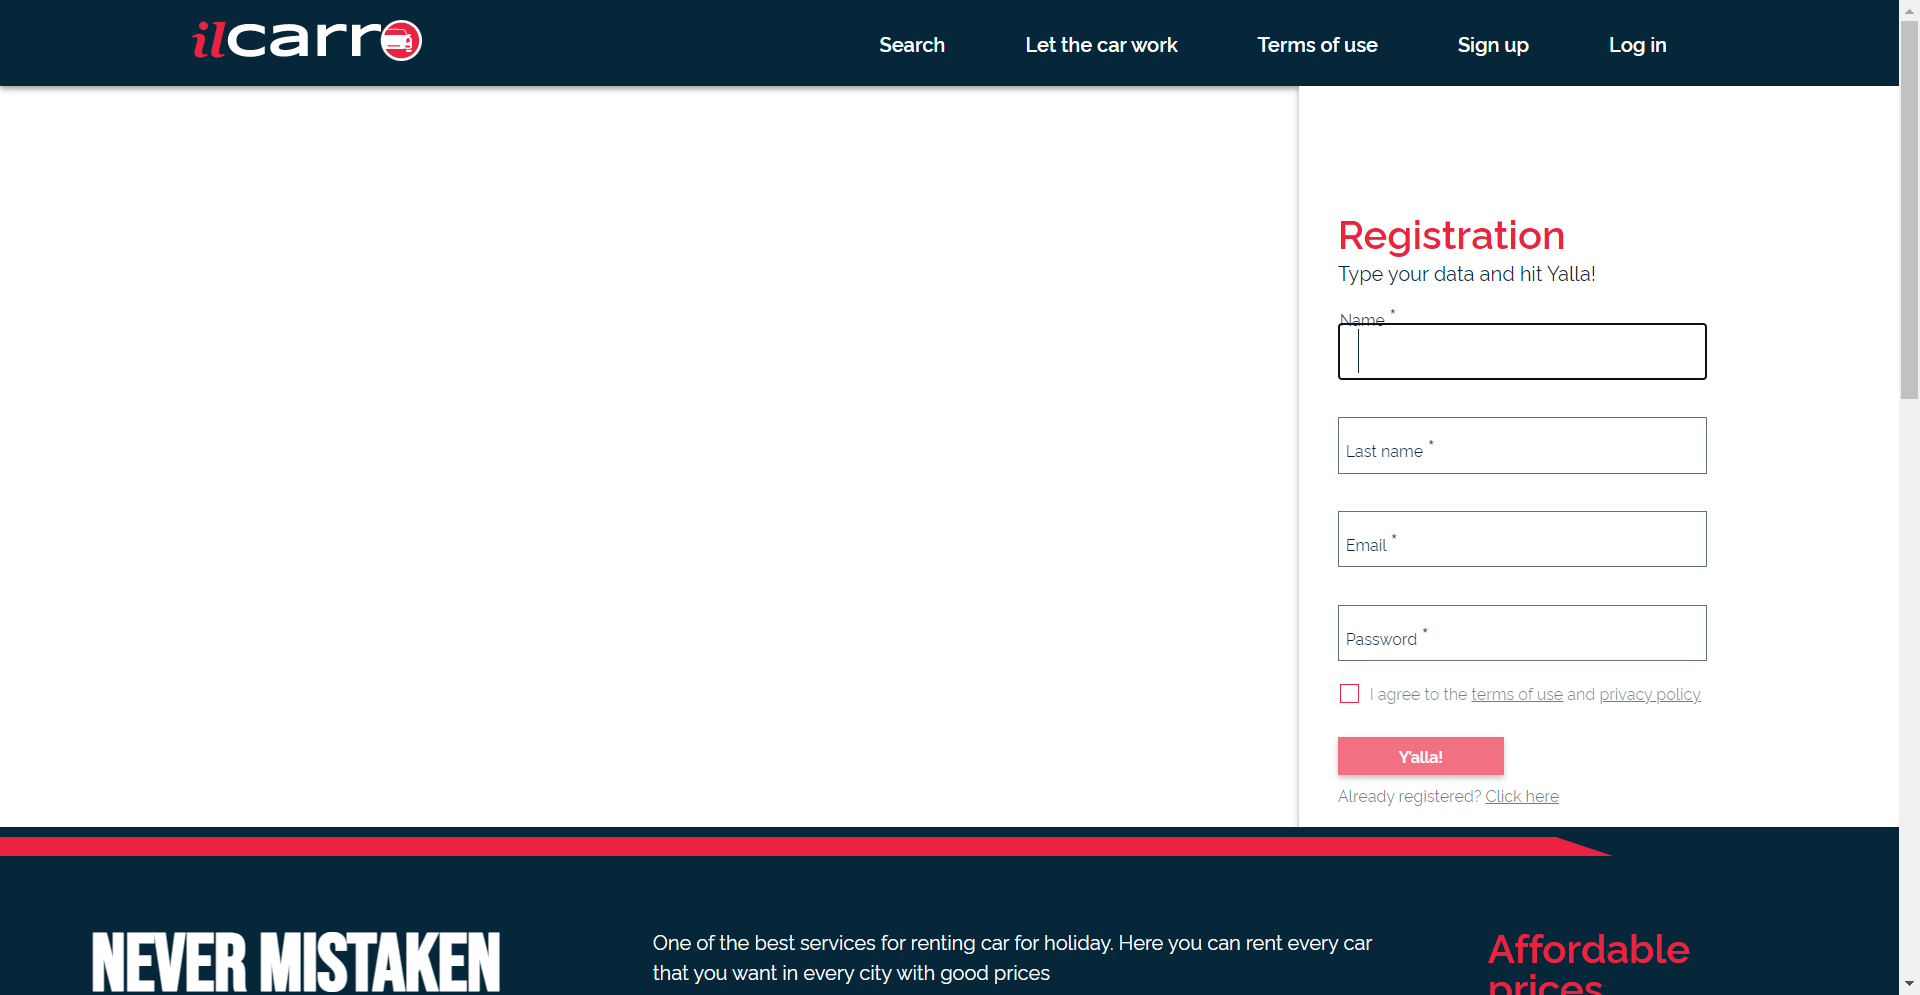 ilcarro
Search
Let the car work
Terms of use
Sign up
Log in
Registration
Type your data and hit Yalla!
Name *
Last name *
Email *
Password *
I agree to the terms of use and privacy policy
Y'alla!
Already registered? Click here
NEVER MISTAKEN
One of the best services for renting car for holiday. Here you can rent every car
that you want in every city with good prices
Affordable
prices